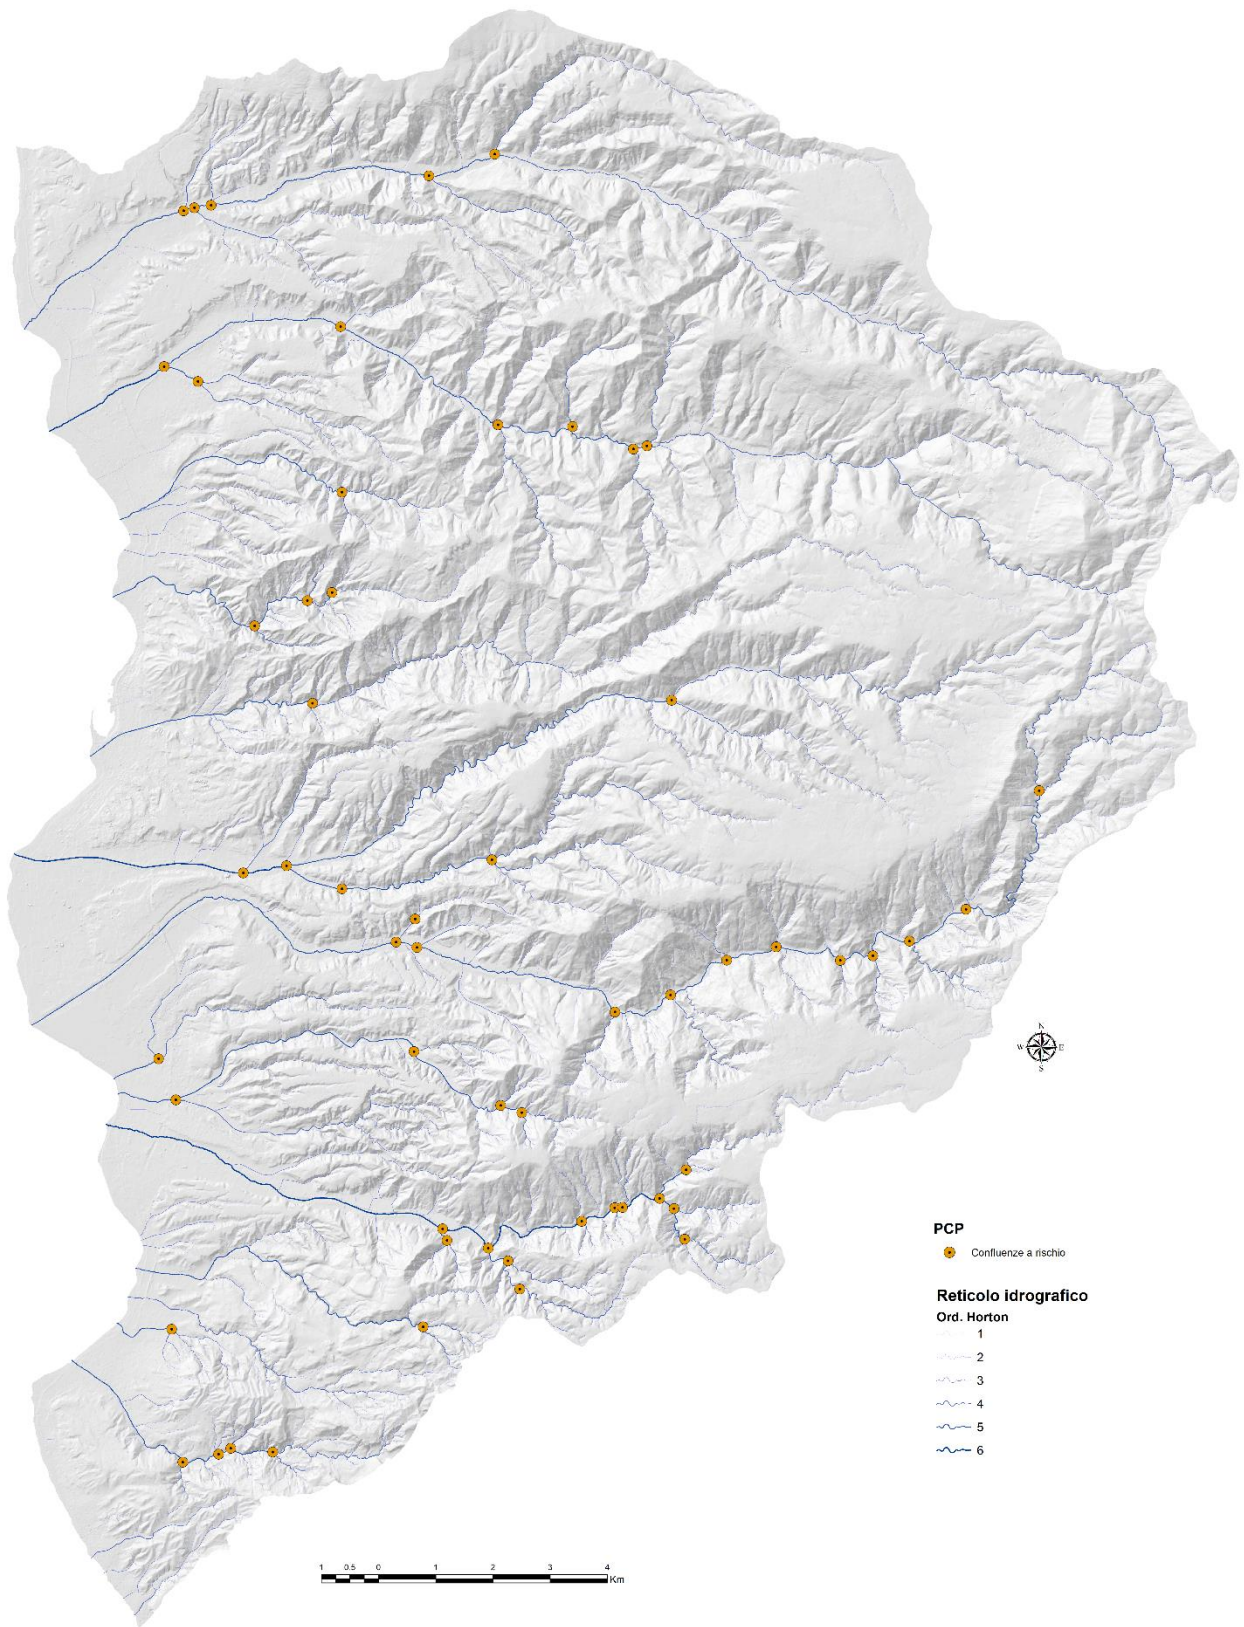 N
W E
S
PCP
Confluenze a rischio
Reticolo idrografico
Ord. Horton
1
2
3
4
5
6
1 0.5 0 1 2 3 4
Km